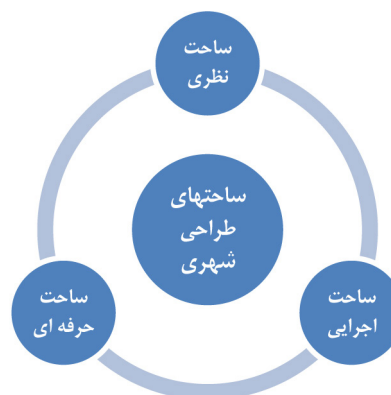 ساحت
نظری
ساحتهای
طراحی
شهری
ساحت
اجرایی
ساحت
حرفه ای